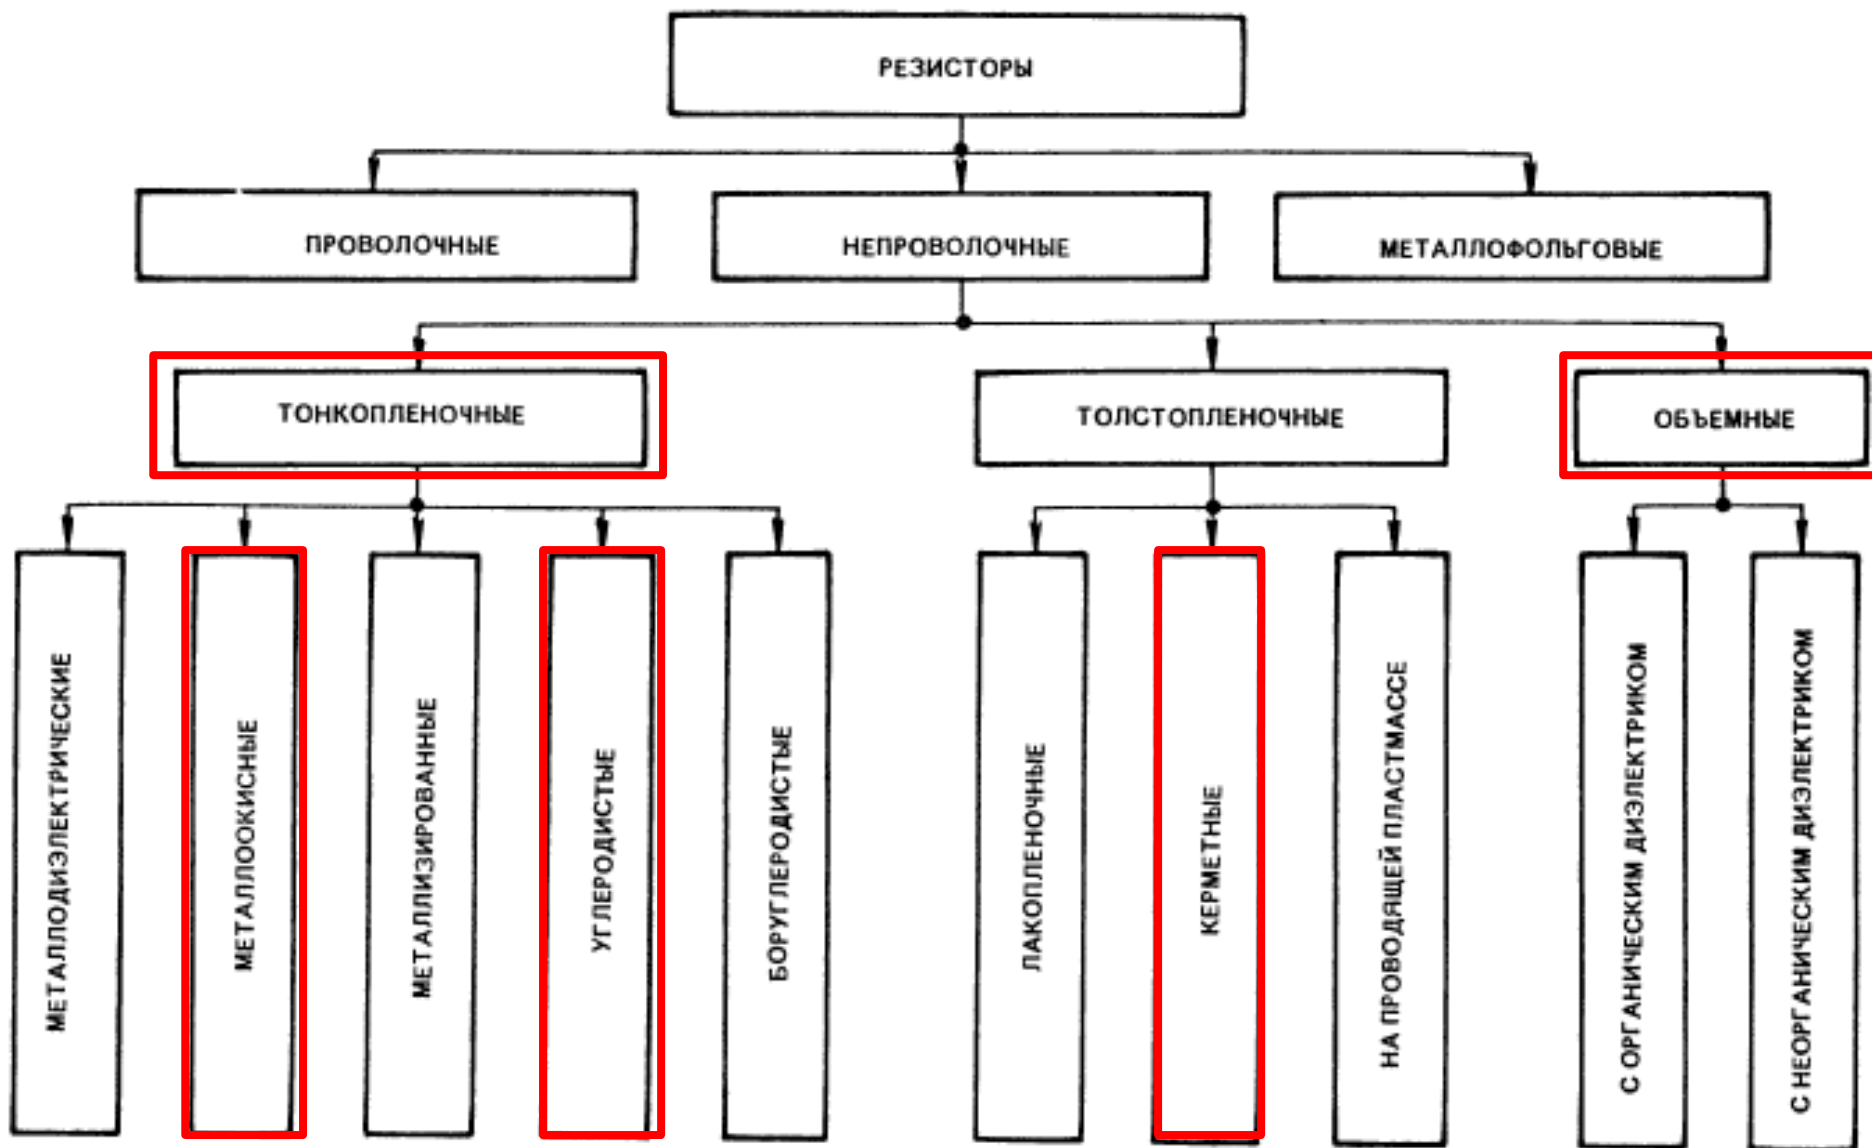 РЕЗИСТОРЫ
ПРОВОЛОЧНЫЕ
НЕПРОВОЛОЧНЫЕ
МЕТАЛЛОФОЛЬГОВЫЕ
ТОНКОПЛЕНОЧНЫЕ
ТОЛСТОПЛЕНОЧНЫЕ
ОБЪЕМНЫЕ
МЕТАЛЛОДИЭЛЕКТРИЧЕСКИЕ
МЕТАЛЛООКИСНЫЕ
МЕТАЛЛИЗИРОВАННЫЕ
УГЛЕРОДИСТЫЕ
БОРУГЛЕРОДИСТЫЕ
ЛАКОПЛЕНОЧНЫЕ
КЕРМЕТНЫЕ
НА ПРОВОДЯЩЕЙ ПЛАСТМАССЕ
С ОРГАНИЧЕСКИМ ДИЭЛЕКТРИКОМ
С НЕОРГАНИЧЕСКИМ ДИЭЛЕКТРИКОМ